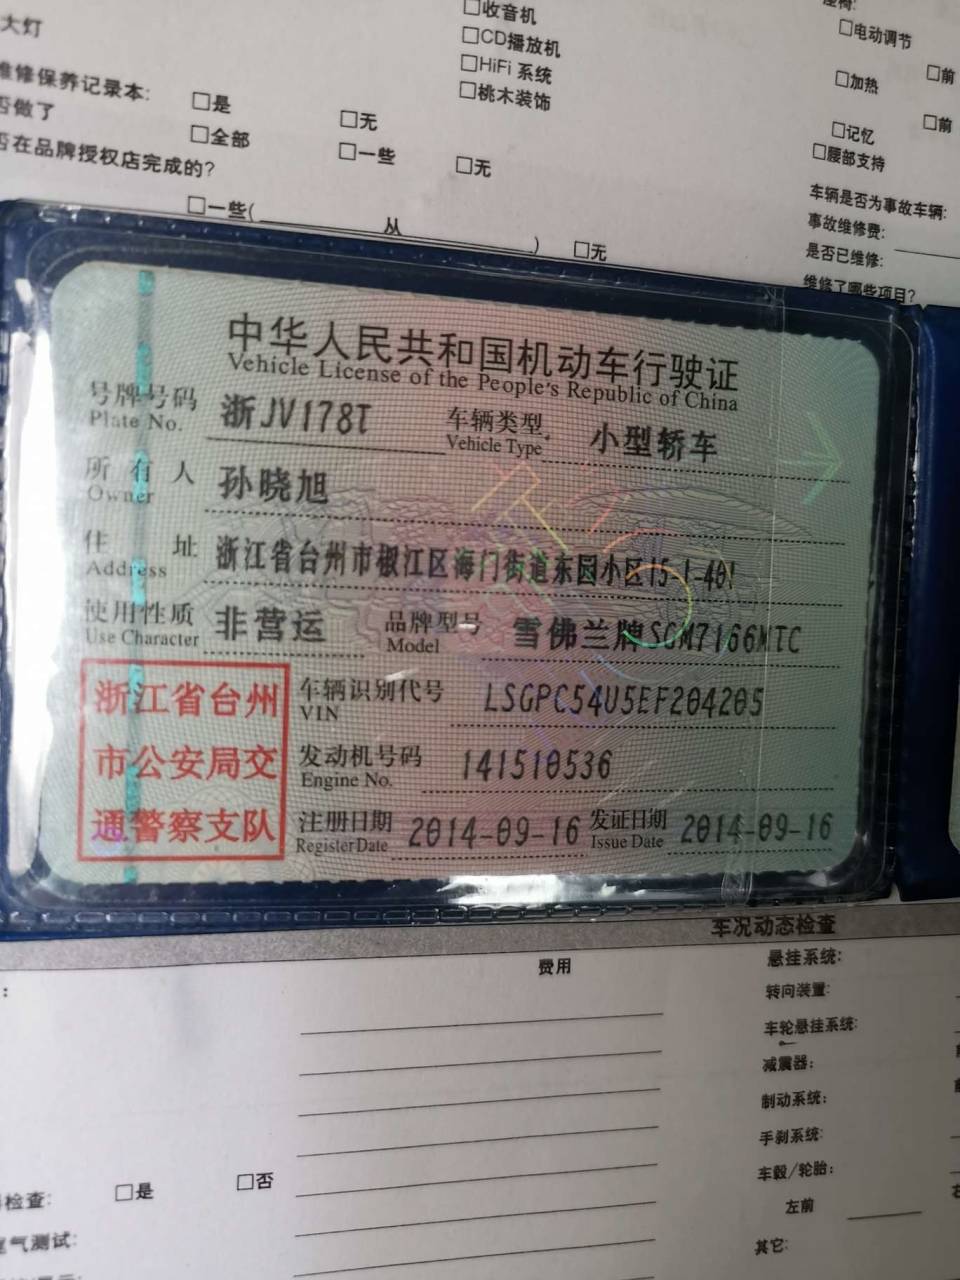 大灯
□收音机
座椅:
□CD播放机
□电动调节
□HiFi 系统
□前
维修保养记录本:
□是
□无
□桃木装饰
□加热
否做了
□全部
□一些
□无
□前
否在品牌授权店完成的?
□记忆
□腰部支持
□一些( 从 )
□无
车辆是否为事故车辆:
事故维修费:
是否已维修:
维修了哪些项目?
中华人民共和国机动车行驶证
Vehicle License of the People's Republic of China
号牌号码 浙JV178T 车辆类型 小型轿车
Plate No. Vehicle Type
所有人 孙晓旭
Owner
住址 浙江省台州市椒江区海门街道东园小区15-1-401
Address
使用性质 非营运 品牌型号 雪佛兰牌SGM7166MTC
Use Character Model
浙江省台州
市公安局交
通警察支队
车辆识别代号 LSGPC54U5EF204205
VIN
发动机号码 141510536
Engine No.
注册日期 2014-09-16 发证日期 2014-09-16
Register Date Issue Date
车况动态检查
费用
悬挂系统:
转向装置:
车轮悬挂系统:
减震器:
制动系统:
手刹系统:
车毂/轮胎:
检查:
□是
□否
左前
右
尾气测试:
其它: